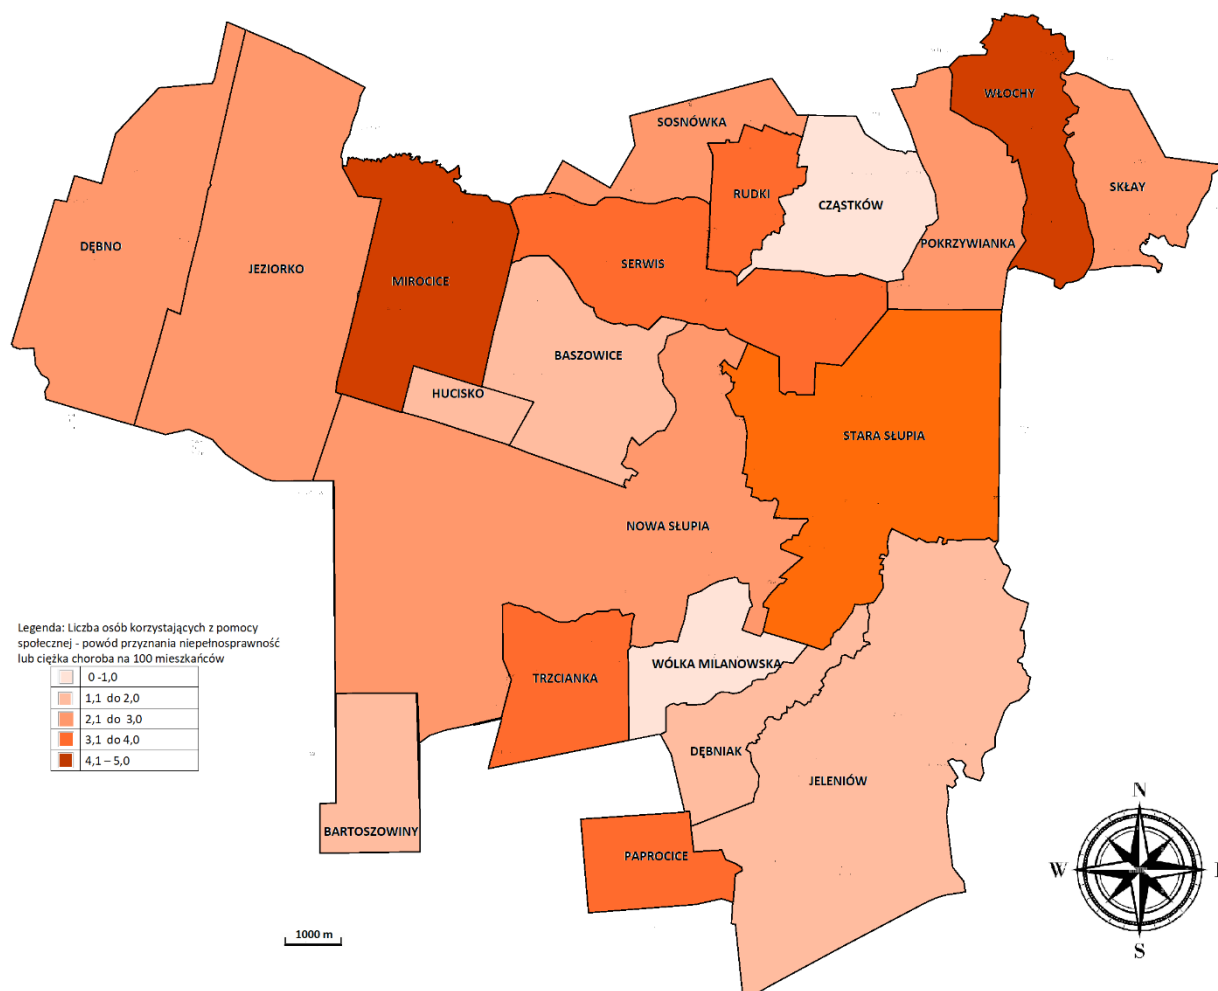 WŁOCHY
SOSNÓWKA
SKŁAY
RUDKI
CZĄSTKÓW
DĘBNO
POKRZYWIANKA
JEZIORKO
SERWIS
MIROCICE
BASZOWICE
HUCISKO
STARA SŁUPIA
NOWA SŁUPIA
Legenda: Liczba osób korzystających z pomocy
społecznej - powód przyznania niepełnosprawność
lub ciężka choroba na 100 mieszkańców
0 -1,0
1,1 do 2,0
2,1 do 3,0
3,1 do 4,0
4,1 – 5,0
WÓLKA MILANOWSKA
TRZCIANKA
DĘBNIAK
JELENIÓW
BARTOSZOWINY
PAPROCICE
1000 m
N
W
S